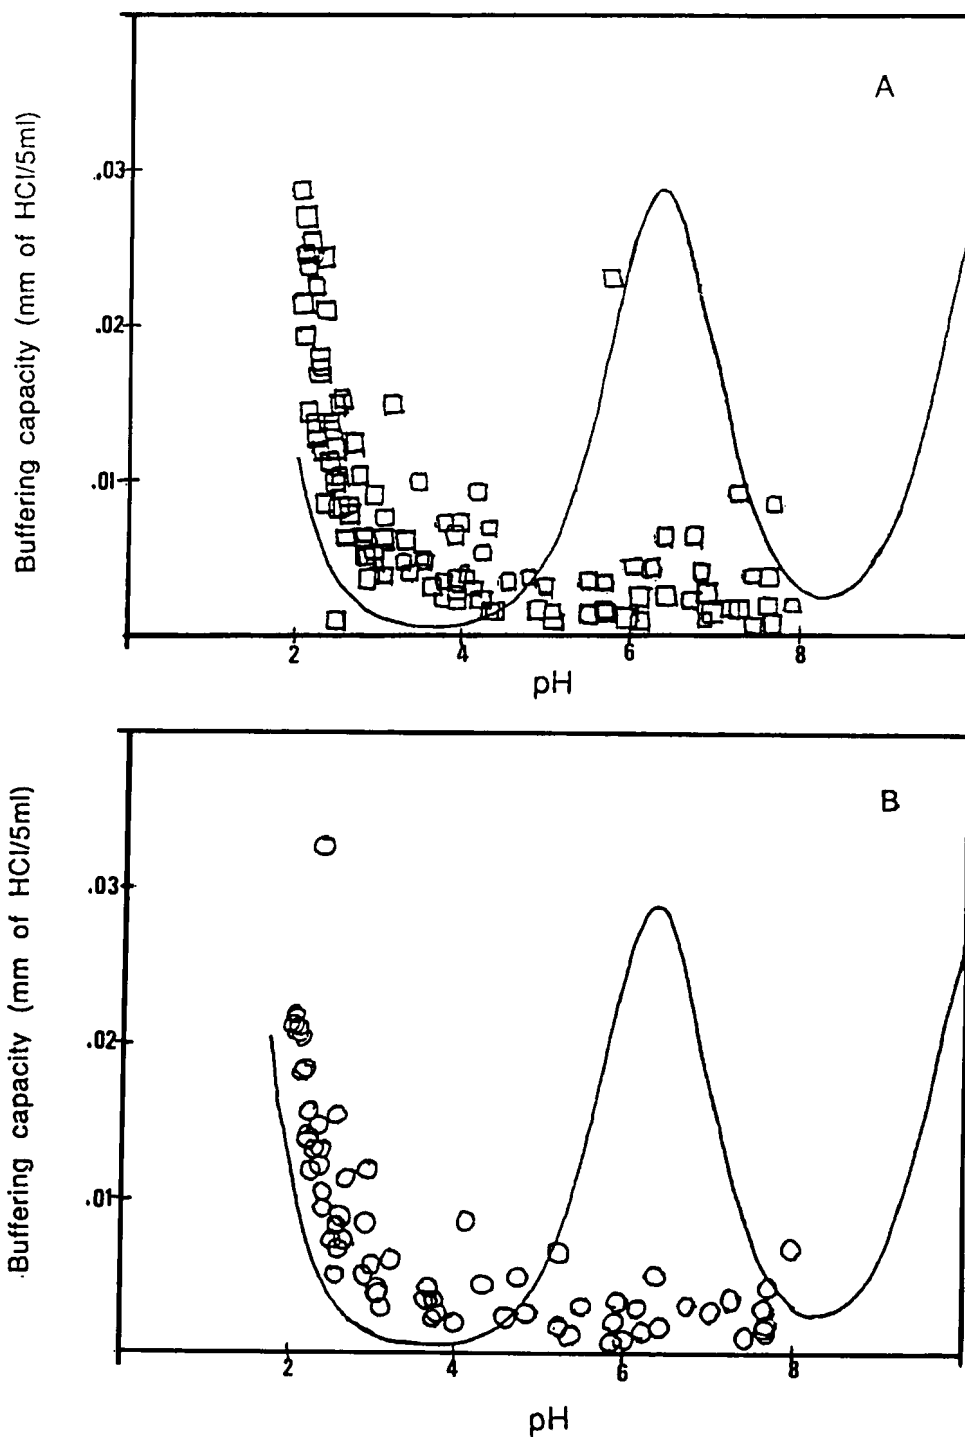 A
Buffering capacity (mm of HCl/5ml)
.03
.02
.01
2 4 6 8
pH
B
.Buffering capacity (mm of HCl/5ml)
.03
.02
.01
2 4 6 8
pH